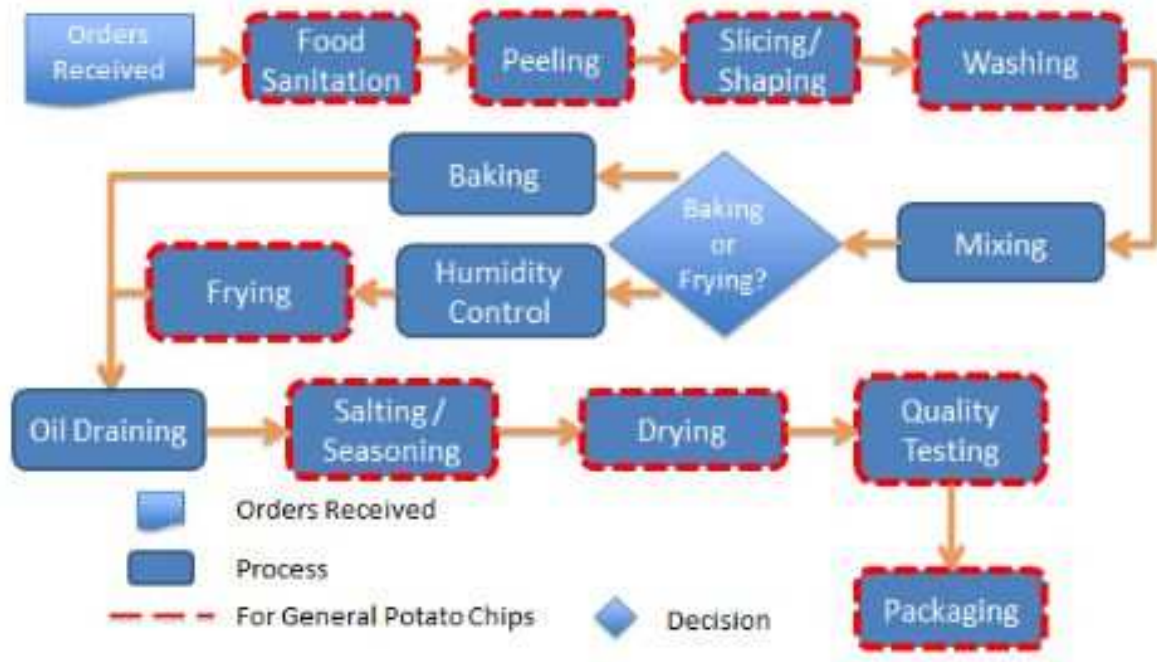 Orders
Received
Food
Sanitation
Peeling
Slicing/
Shaping
Washing
Baking
Baking
or
Frying?
Mixing
Frying
Humidity
Control
Oil Draining
Salting /
Seasoning
Drying
Quality
Testing
Orders Received
Process
For General Potato Chips
Decision
Packaging